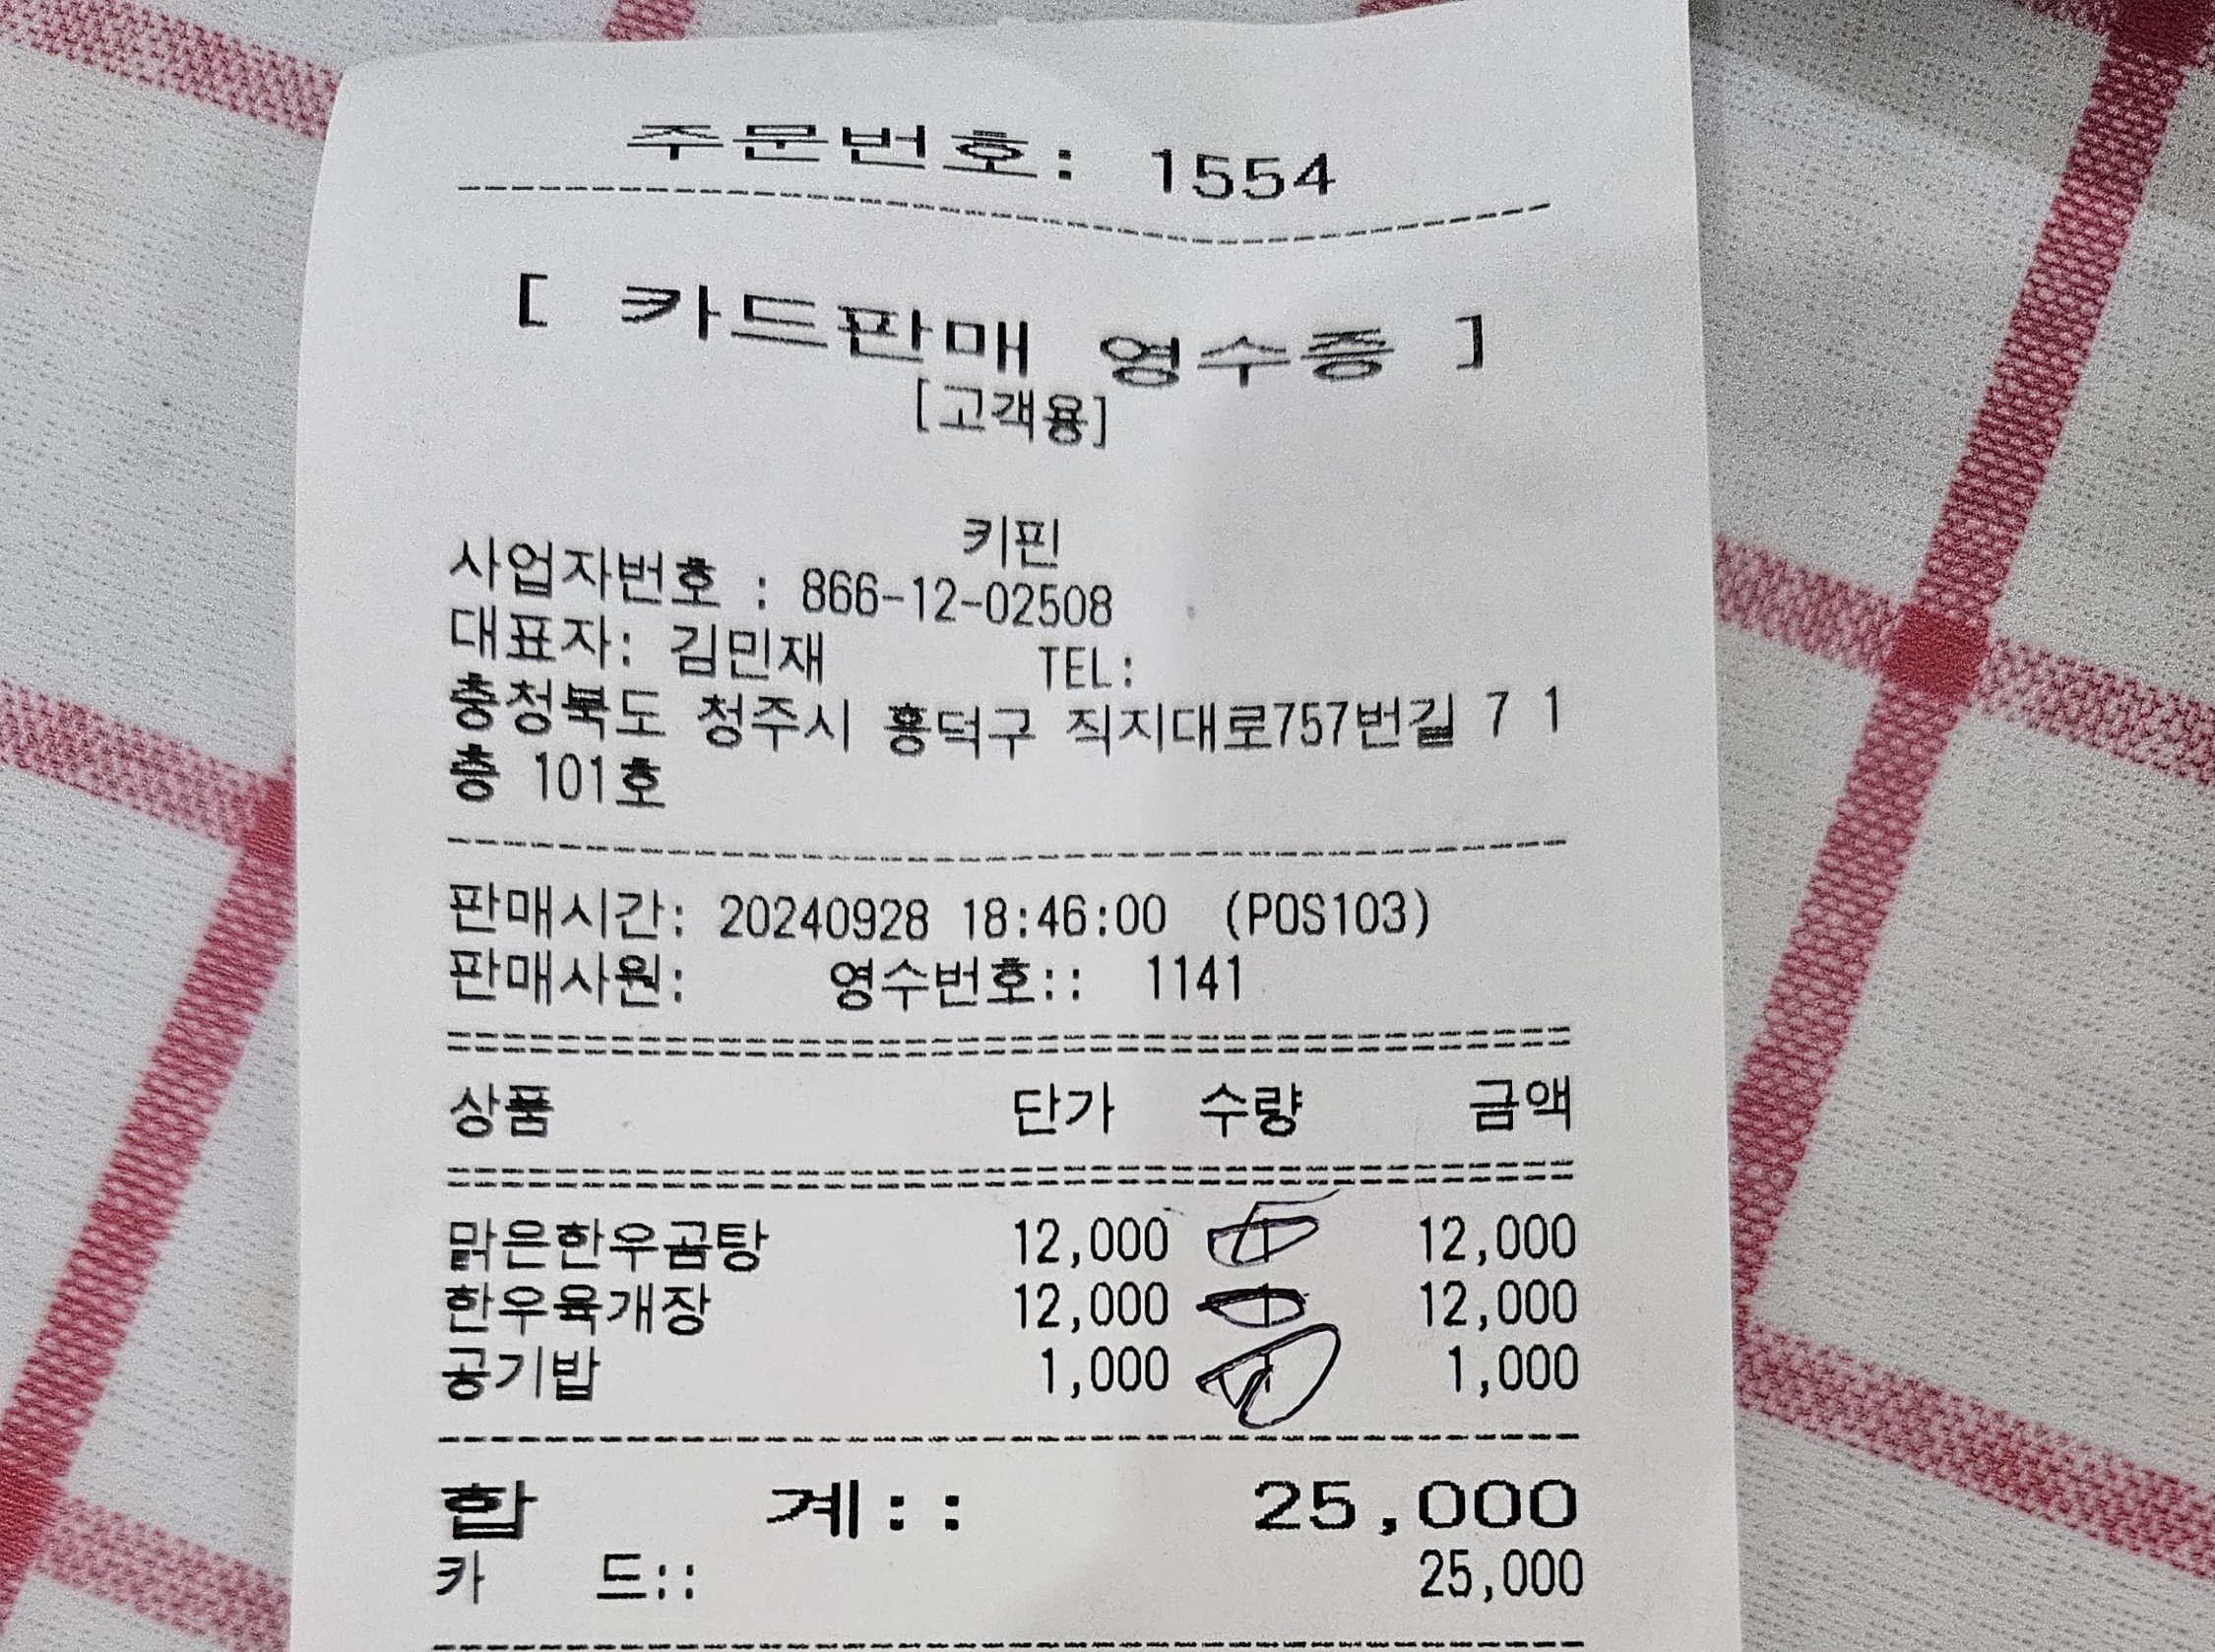 주문번호: 1554
[ 카드판매 영수증 ]
[고객용]
키핀
사업자번호 : 866-12-02508
대표자: 김민재 TEL:
충청북도 청주시 흥덕구 직지대로757번길 7 1
층 101호
판매시간: 20240928 18:46:00 (POS103)
판매사원: 영수번호:: 1141
상품 단가 수량 금액
맑은한우곰탕 12,000 1 12,000
한우육개장 12,000 1 12,000
공기밥 1,000 1 1,000
합 계:: 25,000
카 드:: 25,000